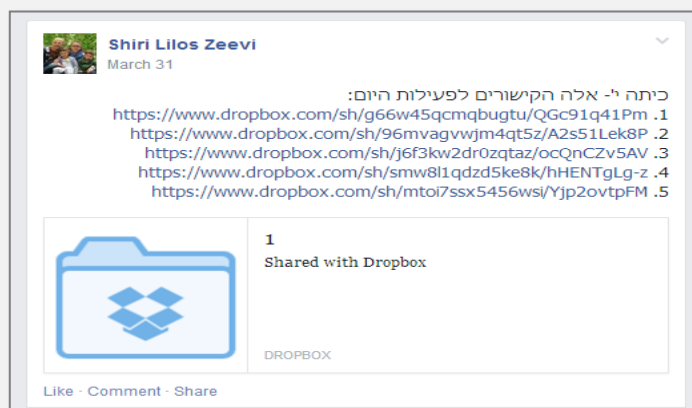 Shiri Lilos Zeevi
March 31
כיתה י'- אלה הקישורים לפעילות היום:
1. https://www.dropbox.com/sh/g66w45qcmqbugtu/QGc91q41Pm
2. https://www.dropbox.com/sh/96mvagvwjm4qt5z/A2s51Lek8P
3. https://www.dropbox.com/sh/j6f3kw2dr0zqtaz/ocQnCZv5AV
4. https://www.dropbox.com/sh/smw8l1qdzd5ke8k/hHENTgLg-z
5. https://www.dropbox.com/sh/mtoi7ssx5456wsi/Yjp2ovtpFM
1
Shared with Dropbox
DROPBOX
Like · Comment · Share